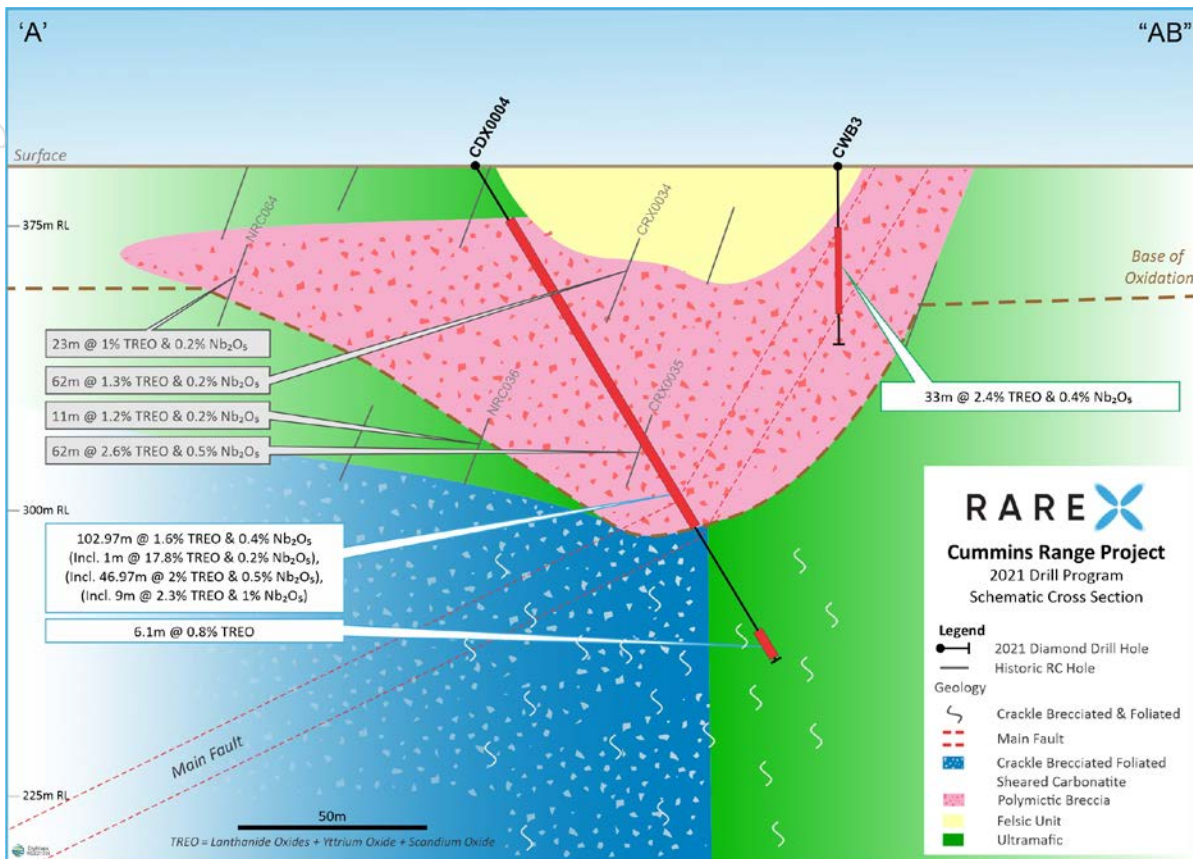 ‘A’
“AB”
CDX0004
CWB3
Surface
375m RL
NRC084
CRX0034
Base of
Oxidation
23m @ 1% TREO & 0.2% Nb₂O₅
62m @ 1.3% TREO & 0.2% Nb₂O₅
11m @ 1.2% TREO & 0.2% Nb₂O₅
62m @ 2.6% TREO & 0.5% Nb₂O₅
NRC036
CRX0035
33m @ 2.4% TREO & 0.4% Nb₂O₅
300m RL
102.97m @ 1.6% TREO & 0.4% Nb₂O₅
(Incl. 1m @ 17.8% TREO & 0.2% Nb₂O₅),
(Incl. 46.97m @ 2% TREO & 0.5% Nb₂O₅),
(Incl. 9m @ 2.3% TREO & 1% Nb₂O₅)
6.1m @ 0.8% TREO
Main Fault
225m RL
50m
TREO = Lanthanide Oxides + Yttrium Oxide + Scandium Oxide
RAREX
Cummins Range Project
2021 Drill Program
Schematic Cross Section
Legend
2021 Diamond Drill Hole
Historic RC Hole
Geology
Crackle Brecciated & Foliated
Main Fault
Crackle Brecciated Foliated
Sheared Carbonatite
Polymictic Breccia
Felsic Unit
Ultramafic